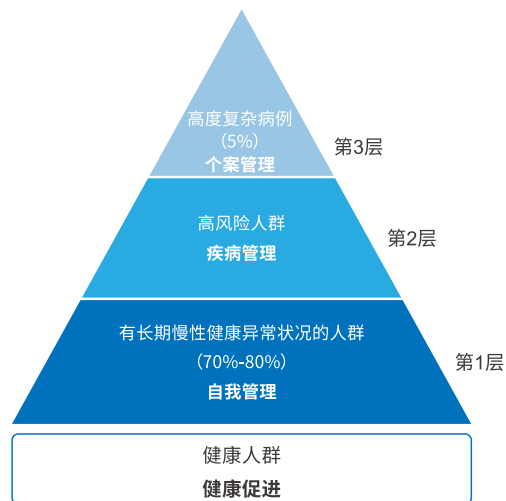 高度复杂病例
（5%）
个案管理
第3层
高风险人群
疾病管理
第2层
有长期慢性健康异常状况的人群
（70%-80%）
自我管理
第1层
健康人群
健康促进